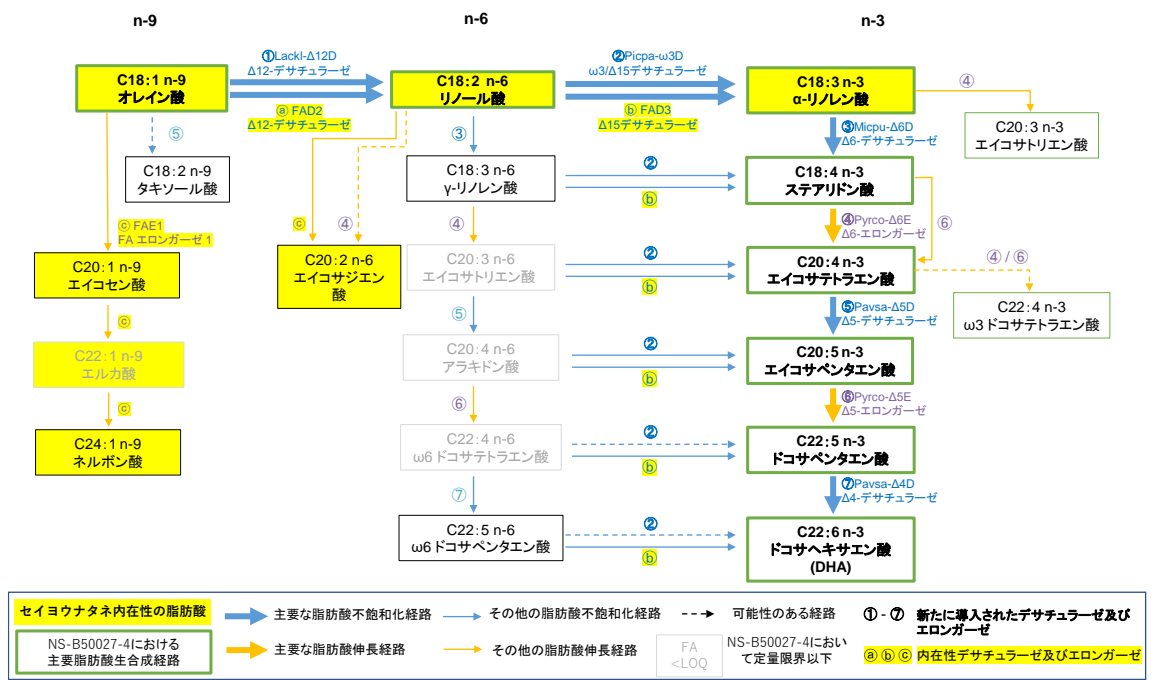 n-9
n-6
n-3
①Lackl-Δ12D
Δ12-デサチュラーゼ
②Picpa-ω3D
ω3/Δ15デサチュラーゼ
C18:1 n-9
オレイン酸
C18:2 n-6
リノール酸
C18:3 n-3
α-リノレン酸
④
ⓐ FAD2
Δ12-デサチュラーゼ
ⓑ FAD3
Δ15デサチュラーゼ
C20:3 n-3
エイコサトリエン酸
⑤
③
③Micpu-Δ6D
Δ6-デサチュラーゼ
C18:2 n-9
タキソール酸
C18:3 n-6
γ-リノレン酸
②
ⓑ
C18:4 n-3
ステアリドン酸
ⓒ FAE1
FA エロンガーゼ 1
ⓒ
④
④
④Pyrco-Δ6E
Δ6-エロンガーゼ
⑥
C20:1 n-9
エイコセン酸
C20:2 n-6
エイコサジエン
酸
C20:3 n-6
エイコサトリエン酸
②
ⓑ
C20:4 n-3
エイコサテトラエン酸
④ / ⑥
C22:4 n-3
ω3ドコサテトラエン酸
ⓒ
⑤
⑤Pavsa-Δ5D
Δ5-デサチュラーゼ
C22:1 n-9
エルカ酸
C20:4 n-6
アラキドン酸
②
ⓑ
C20:5 n-3
エイコサペンタエン酸
ⓒ
⑥
⑥Pyrco-Δ5E
Δ5-エロンガーゼ
C24:1 n-9
ネルボン酸
C22:4 n-6
ω6ドコサテトラエン酸
②
ⓑ
C22:5 n-3
ドコサペンタエン酸
⑦
⑦Pavsa-Δ4D
Δ4-デサチュラーゼ
C22:5 n-6
ω6ドコサペンタエン酸
②
ⓑ
C22:6 n-3
ドコサヘキサエン酸
(DHA)
セイヨウナタネ内在性の脂肪酸
主要な脂肪酸不飽和化経路
その他の脂肪酸不飽和化経路
可能性のある経路
①-⑦ 新たに導入されたデサチュラーゼ及び
エロンガーゼ
NS-B50027-4における
主要脂肪酸生合成経路
主要な脂肪酸伸長経路
その他の脂肪酸伸長経路
FA
<LOQ
NS-B50027-4におい
て定量限界以下
ⓐ ⓑ ⓒ 内在性デサチュラーゼ及びエロンガーゼ